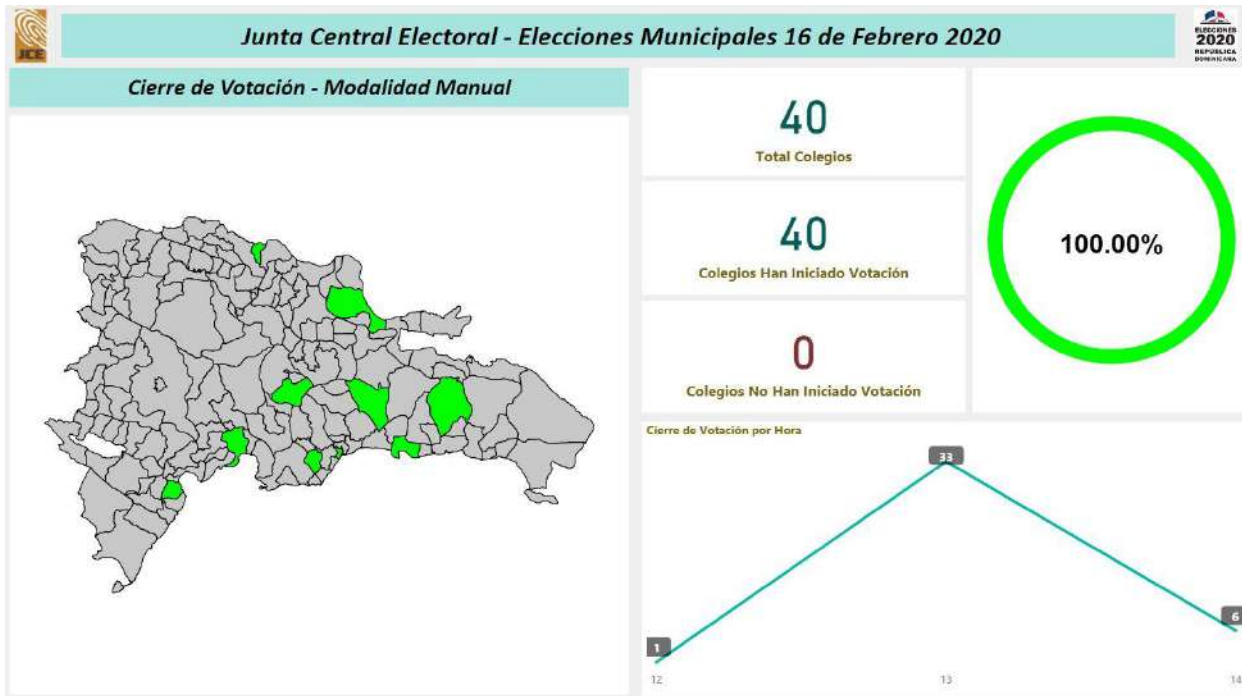 JCE
Junta Central Electoral - Elecciones Municipales 16 de Febrero 2020
ELECCIONES
2020
REPÚBLICA
DOMINICANA
Cierre de Votación - Modalidad Manual
40
Total Colegios
40
Colegios Han Iniciado Votación
0
Colegios No Han Iniciado Votación
100.00%
Cierre de Votación por Hora
33
6
1
12
13
14